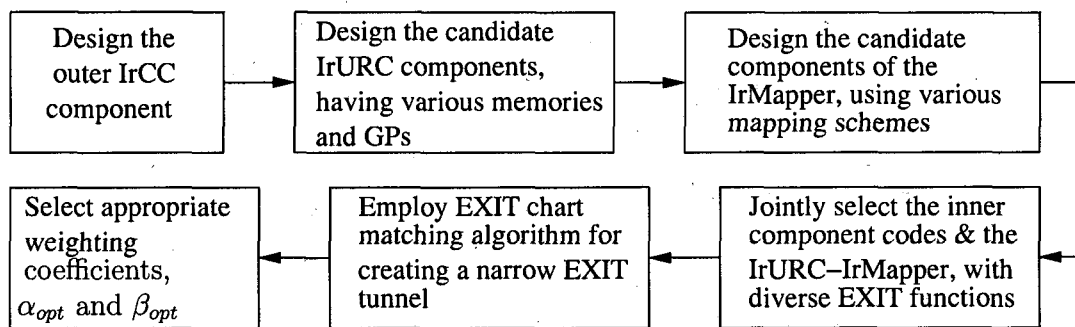 Design the
outer IrCC
component
Design the candidate
IrURC components,
having various memories
and GPs
Design the candidate
components of the
IrMapper, using various
mapping schemes
Jointly select the inner
component codes & the
IrURC–IrMapper, with
diverse EXIT functions
Employ EXIT chart
matching algorithm for
creating a narrow EXIT
tunnel
Select appropriate
weighting
coefficients,
α_opt and β_opt